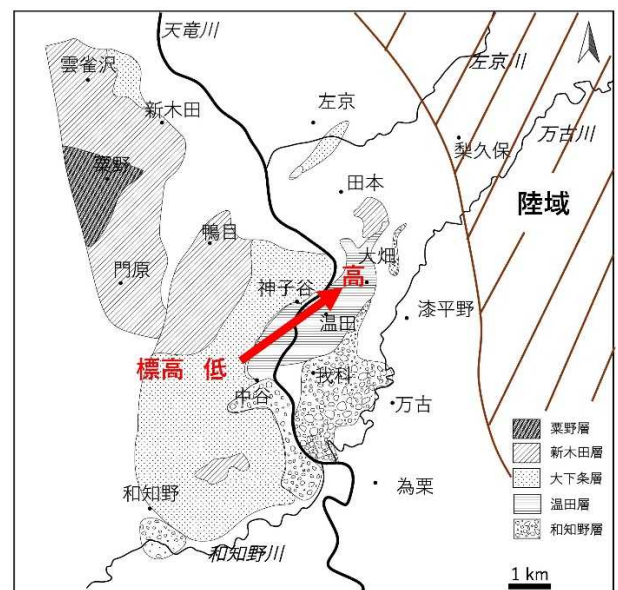 天竜川
雲雀沢
新木田
左京
左京川
万古川
粟野
田本
梨久保
陸域
鴨目
大畑
門原
神子谷
高
温田
漆平野
標高 低
我科
中谷
万古
粟野層
新木田層
大下条層
温田層
和知野層
為栗
和知野
和知野川
1 km